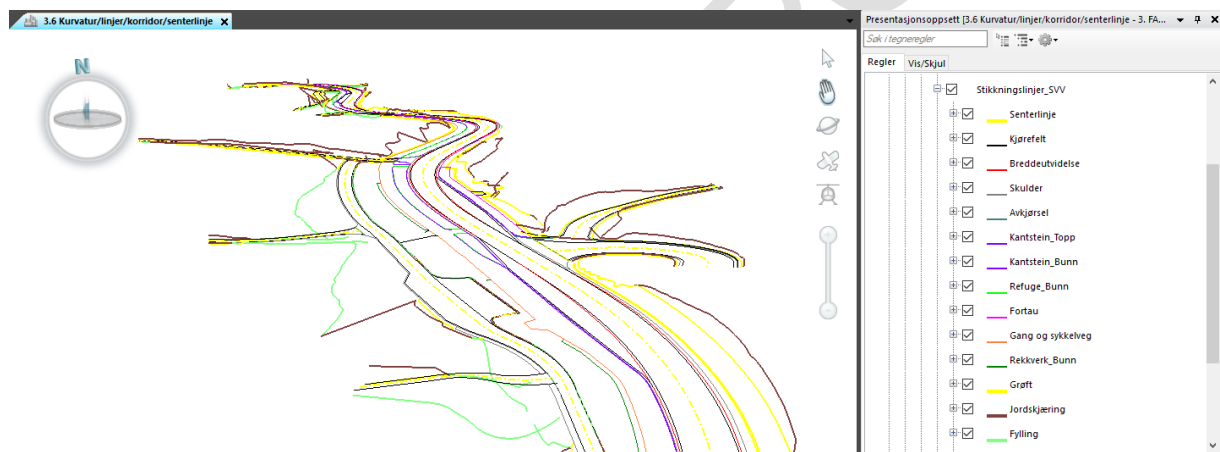 3.6 Kurvatur/linjer/korridor/senterlinje
N
Presentasjonsoppsett [3.6 Kurvatur/linjer/korridor/senterlinje - 3. FA...
Søk i tegneregler
Regler Vis/Skjul
Stikkningslinjer_SVV
Senterlinje
Kjørefelt
Breddeutvidelse
Skulder
Avkjørsel
Kantstein_Topp
Kantstein_Bunn
Refuge_Bunn
Fortau
Gang og sykkelveg
Rekkverk_Bunn
Grøft
Jordskjæring
Fylling